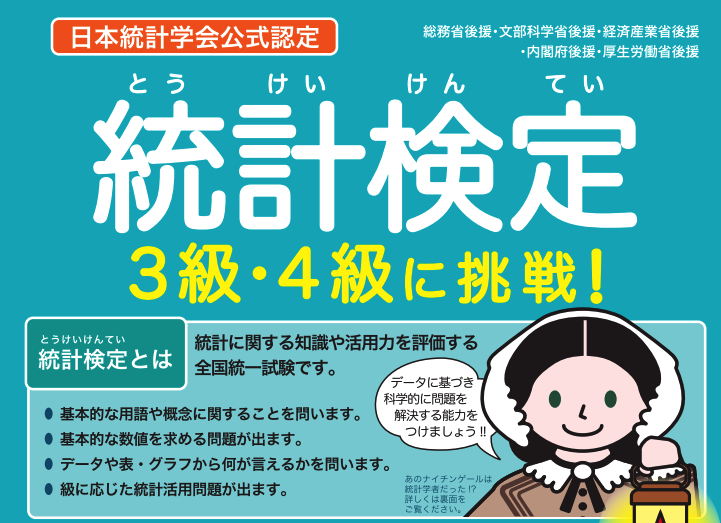 日本統計学会公式認定
総務省後援・文部科学省後援・経済産業省後援
・内閣府後援・厚生労働省後援
とう けい けん てい
統計検定
3級・4級に挑戦!
とうけいけんてい
統計検定とは
統計に関する知識や活用力を評価する
全国統一試験です。
● 基本的な用語や概念に関することを問います。
● 基本的な数値を求める問題が出ます。
● データや表・グラフから何が言えるかを問います。
● 級に応じた統計活用問題が出ます。
データに基づき
科学的に問題を
解決する能力を
つけましょう!!
あのナイチンゲールは
統計学者だった!?
詳しくは裏面を
ご覧ください。